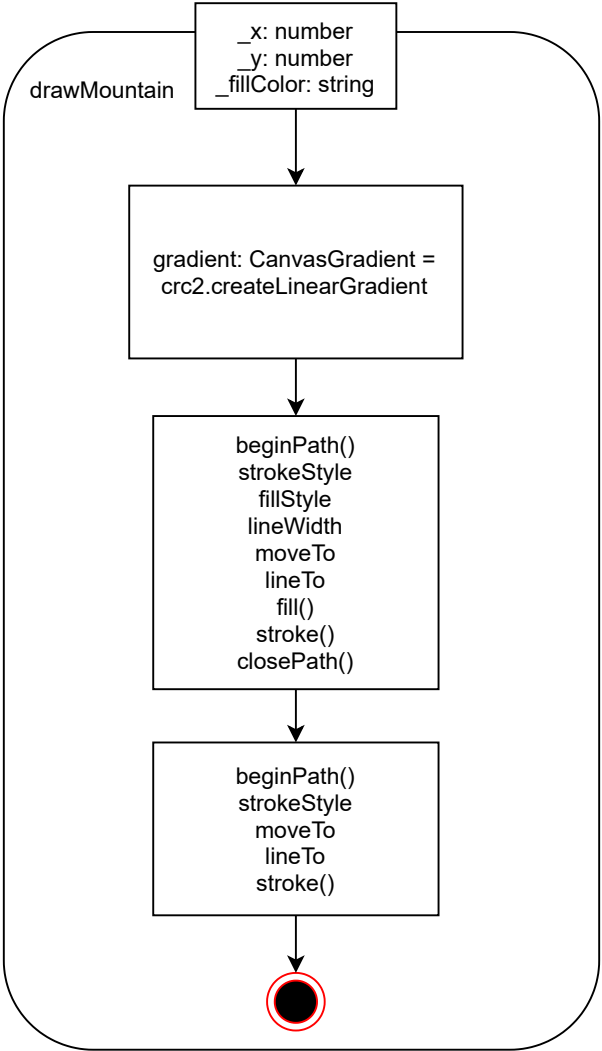 _x: number
_y: number
_fillColor: string
drawMountain
gradient: CanvasGradient =
crc2.createLinearGradient
beginPath()
strokeStyle
fillStyle
lineWidth
moveTo
lineTo
fill()
stroke()
closePath()
beginPath()
strokeStyle
moveTo
lineTo
stroke()